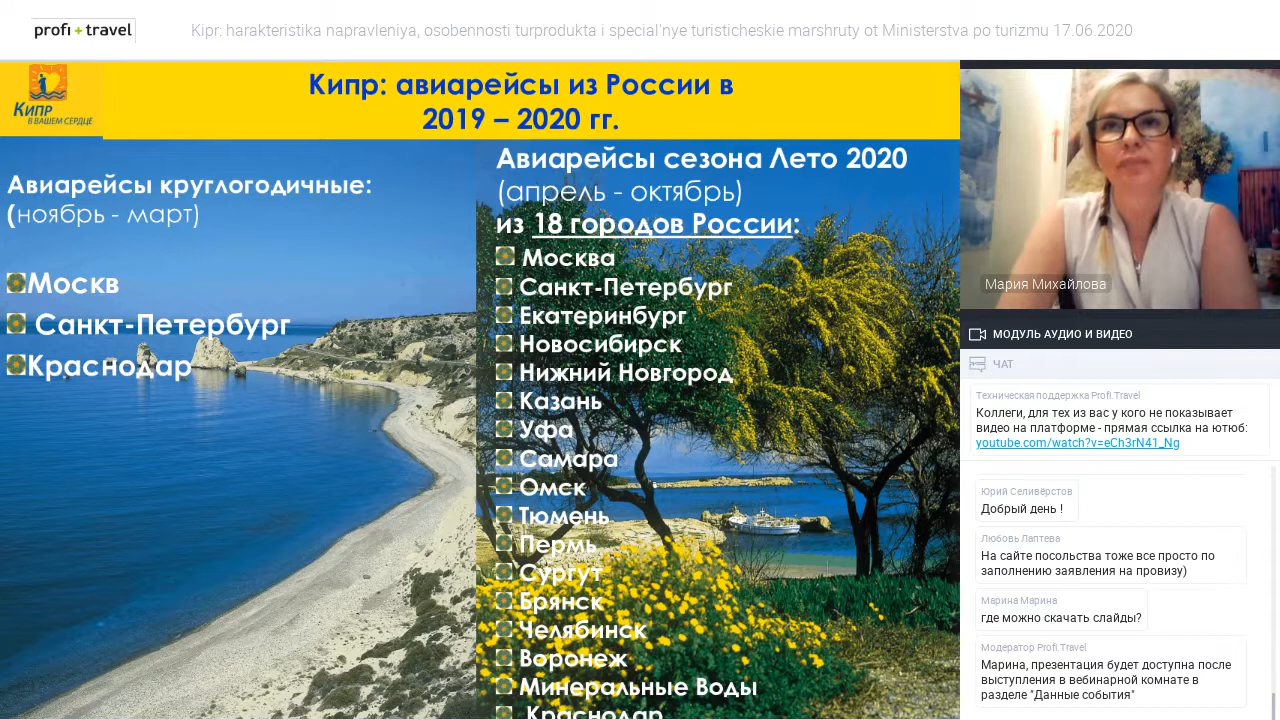 profi + travel
Kipr: harakteristika napravleniya, osobennosti turprodukta i special'nye turisticheskie marshruty ot Ministerstva po turizmu 17.06.2020
Кипр
В ВАШЕМ СЕРДЦЕ
Кипр: авиарейсы из России в
2019 – 2020 гг.
Авиарейсы круглогодичные:
(ноябрь - март)
Москв
Санкт-Петербург
Краснодар
Авиарейсы сезона Лето 2020
(апрель - октябрь)
из 18 городов России:
Москва
Санкт-Петербург
Екатеринбург
Новосибирск
Нижний Новгород
Казань
Уфа
Самара
Омск
Тюмень
Пермь
Сургут
Брянск
Челябинск
Воронеж
Минеральные Воды
Краснодар
Мария Михайлова
МОДУЛЬ АУДИО И ВИДЕО
ЧАТ
Техническая поддержка Profi.Travel
Коллеги, для тех из вас у кого не показывает
видео на платформе - прямая ссылка на ютюб:
youtube.com/watch?v=eCh3rN41_Ng
Юрий Селивёрстов
Добрый день !
Любовь Лаптева
На сайте посольства тоже все просто по
заполнению заявления на провизу)
Марина Марина
где можно скачать слайды?
Модератор Profi.Travel
Марина, презентация будет доступна после
выступления в вебинарной комнате в
разделе "Данные события"